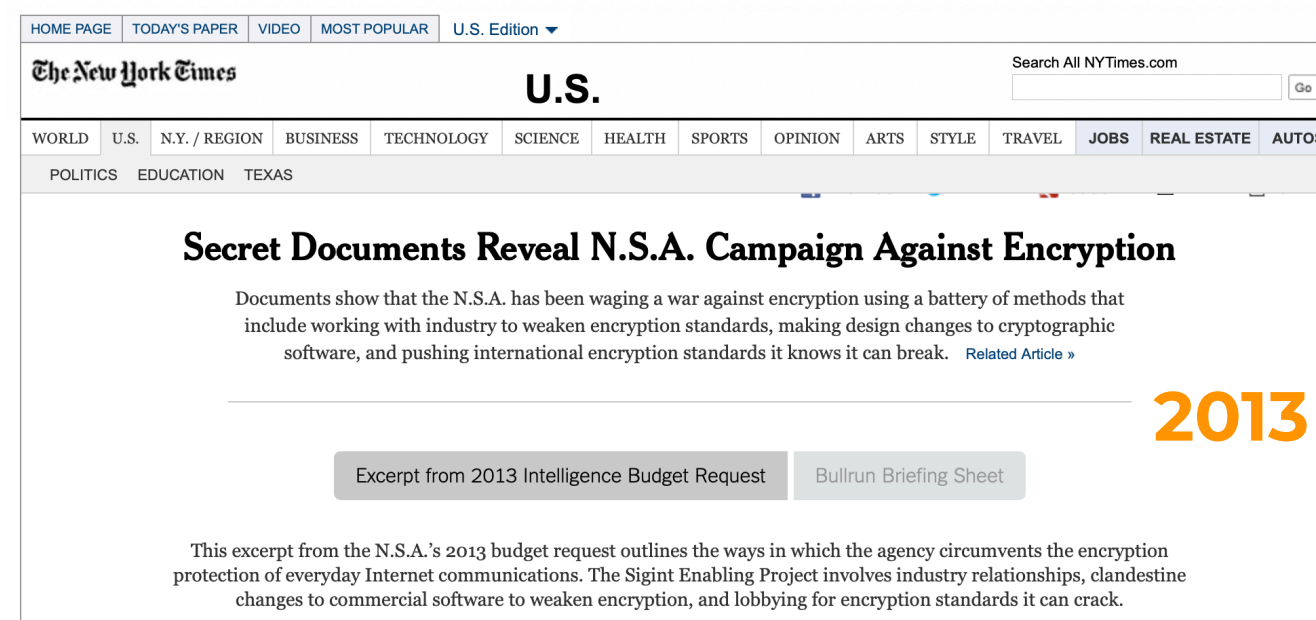 HOME PAGE TODAY'S PAPER VIDEO MOST POPULAR U.S. Edition
The New York Times
U.S.
Search All NYTimes.com
Go
WORLD U.S. N.Y. / REGION BUSINESS TECHNOLOGY SCIENCE HEALTH SPORTS OPINION ARTS STYLE TRAVEL JOBS REAL ESTATE AUTOS
POLITICS EDUCATION TEXAS
Secret Documents Reveal N.S.A. Campaign Against Encryption
Documents show that the N.S.A. has been waging a war against encryption using a battery of methods that
include working with industry to weaken encryption standards, making design changes to cryptographic
software, and pushing international encryption standards it knows it can break. Related Article »
2013
Excerpt from 2013 Intelligence Budget Request Bullrun Briefing Sheet
This excerpt from the N.S.A.'s 2013 budget request outlines the ways in which the agency circumvents the encryption
protection of everyday Internet communications. The Sigint Enabling Project involves industry relationships, clandestine
changes to commercial software to weaken encryption, and lobbying for encryption standards it can crack.